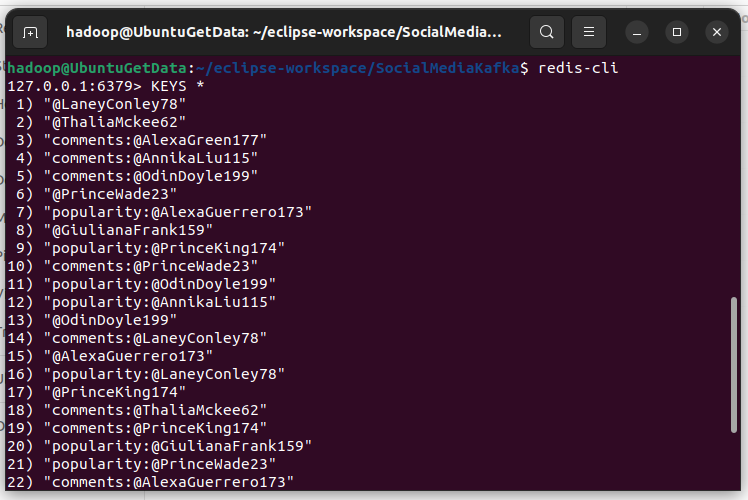 hadoop@UbuntuGetData: ~/eclipse-workspace/SocialMedia...
hadoop@UbuntuGetData:~/eclipse-workspace/SocialMediaKafka$ redis-cli
127.0.0.1:6379> KEYS *
1) "@LaneyConley78"
2) "@ThaliaMckee62"
3) "comments:@AlexaGreen177"
4) "comments:@AnnikaLiu115"
5) "comments:@OdinDoyle199"
6) "@PrinceWade23"
7) "popularity:@AlexaGuerrero173"
8) "@GiulianaFrank159"
9) "popularity:@PrinceKing174"
10) "comments:@PrinceWade23"
11) "popularity:@OdinDoyle199"
12) "popularity:@AnnikaLiu115"
13) "@OdinDoyle199"
14) "comments:@LaneyConley78"
15) "@AlexaGuerrero173"
16) "popularity:@LaneyConley78"
17) "@PrinceKing174"
18) "comments:@ThaliaMckee62"
19) "comments:@PrinceKing174"
20) "popularity:@GiulianaFrank159"
21) "popularity:@PrinceWade23"
22) "comments:@AlexaGuerrero173"